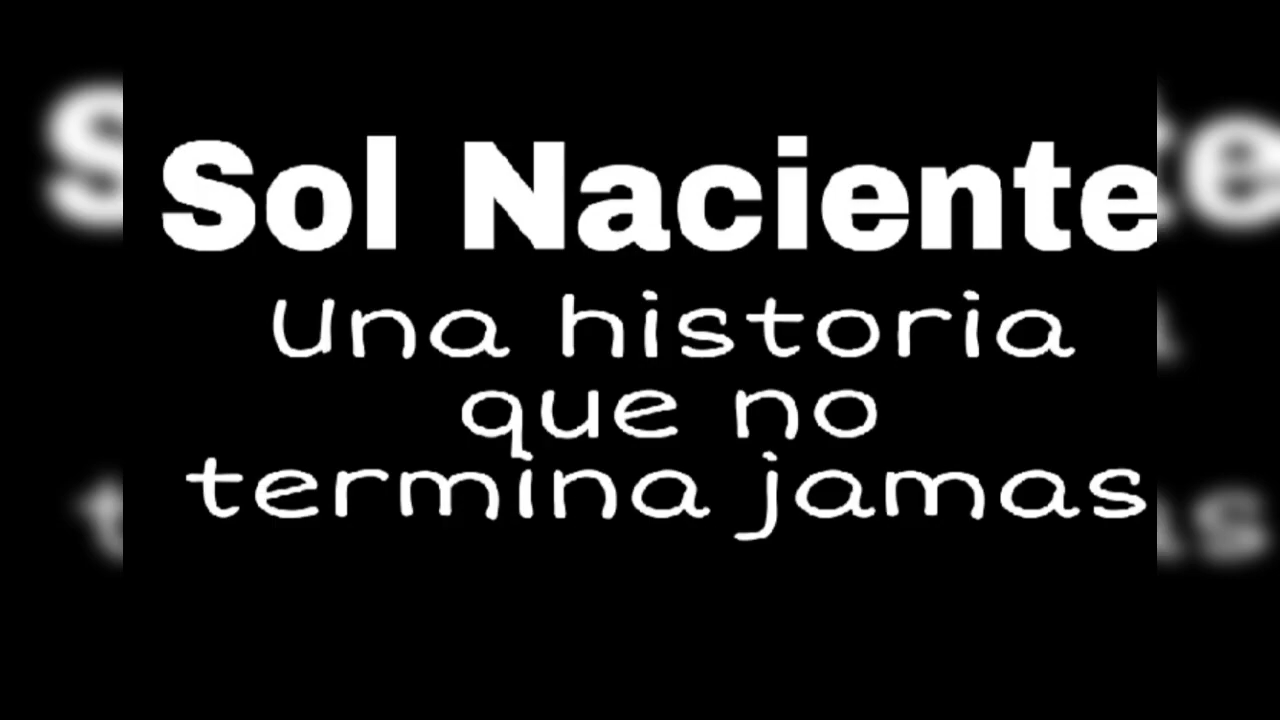 Sol Naciente
Una historia
que no
termina jamas